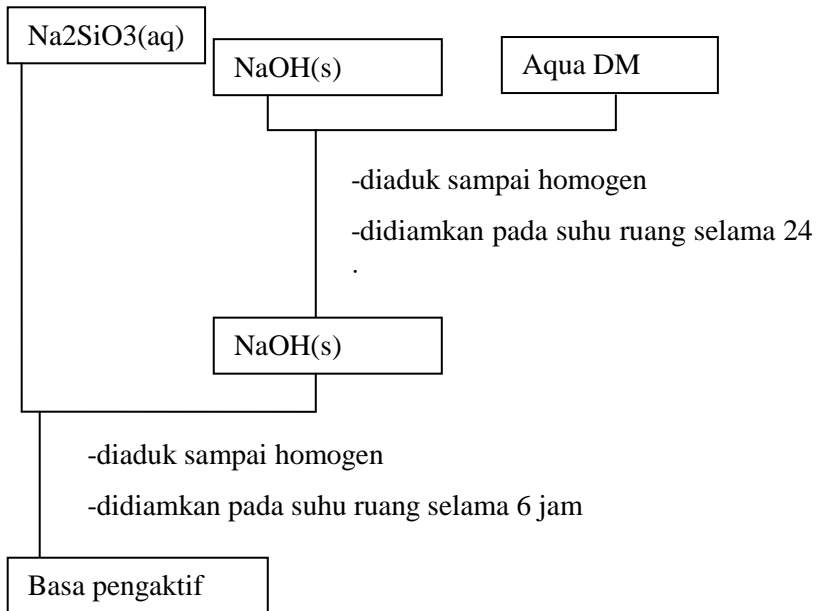 Na2SiO3(aq)
NaOH(s)
Aqua DM
-diaduk sampai homogen
-didiamkan pada suhu ruang selama 24
NaOH(s)
-diaduk sampai homogen
-didiamkan pada suhu ruang selama 6 jam
Basa pengaktif